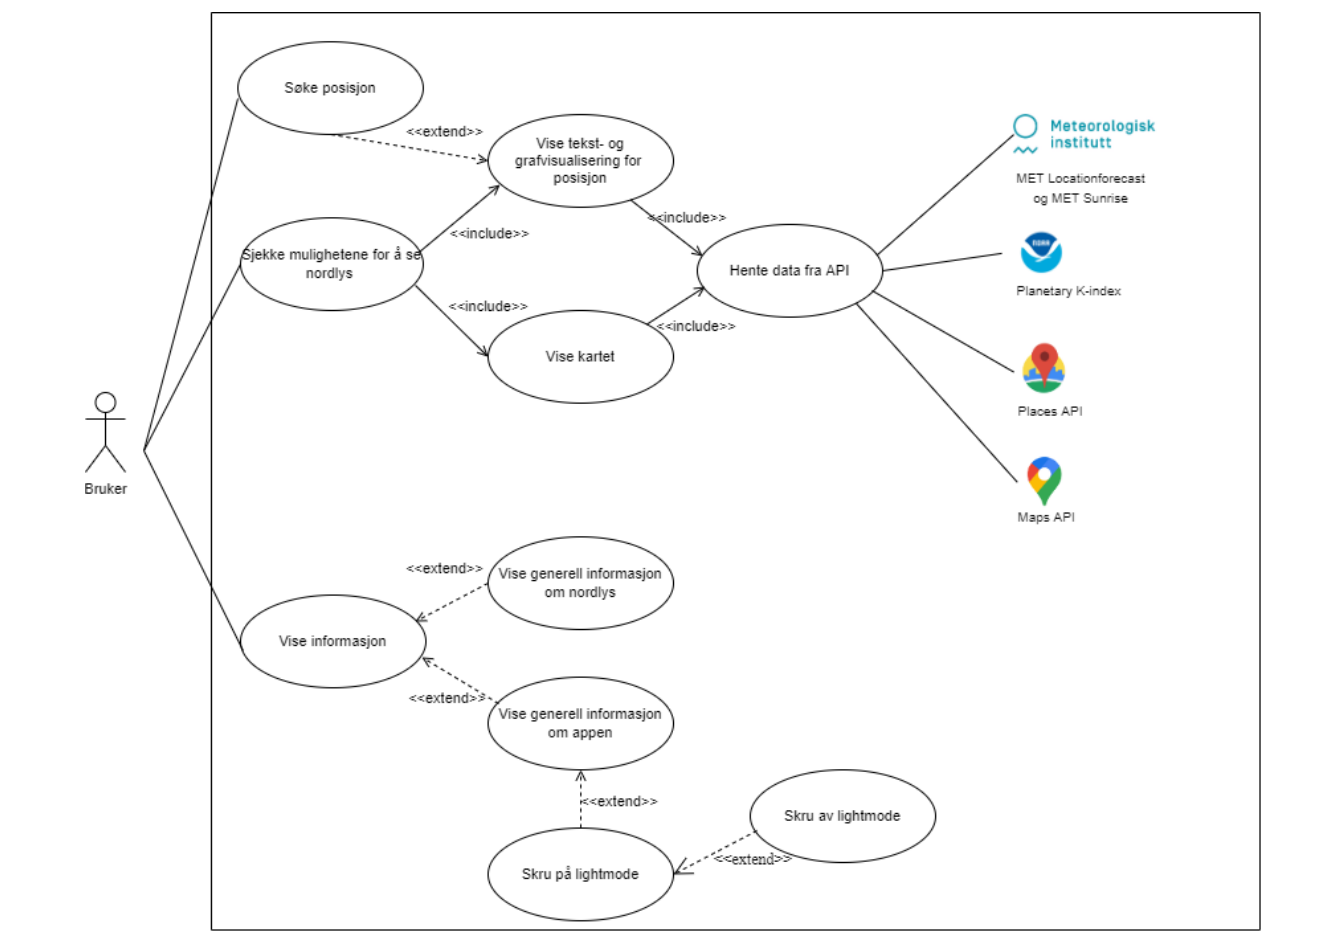 Søke posisjon
<<extend>>
Vise tekst- og
grafvisualisering for
posisjon
Meteorologisk
institutt
MET Locationforecast
og MET Sunrise
<<include>>
<<include>>
Sjekke mulighetene for å se
nordlys
Hente data fra API
NOAA
Planetary K-index
<<include>>
<<include>>
Vise kartet
Places API
Bruker
Maps API
<<extend>>
Vise generell informasjon
om nordlys
Vise informasjon
<<extend>>
Vise generell informasjon
om appen
<<extend>>
Skru av lightmode
<<extend>>
Skru på lightmode